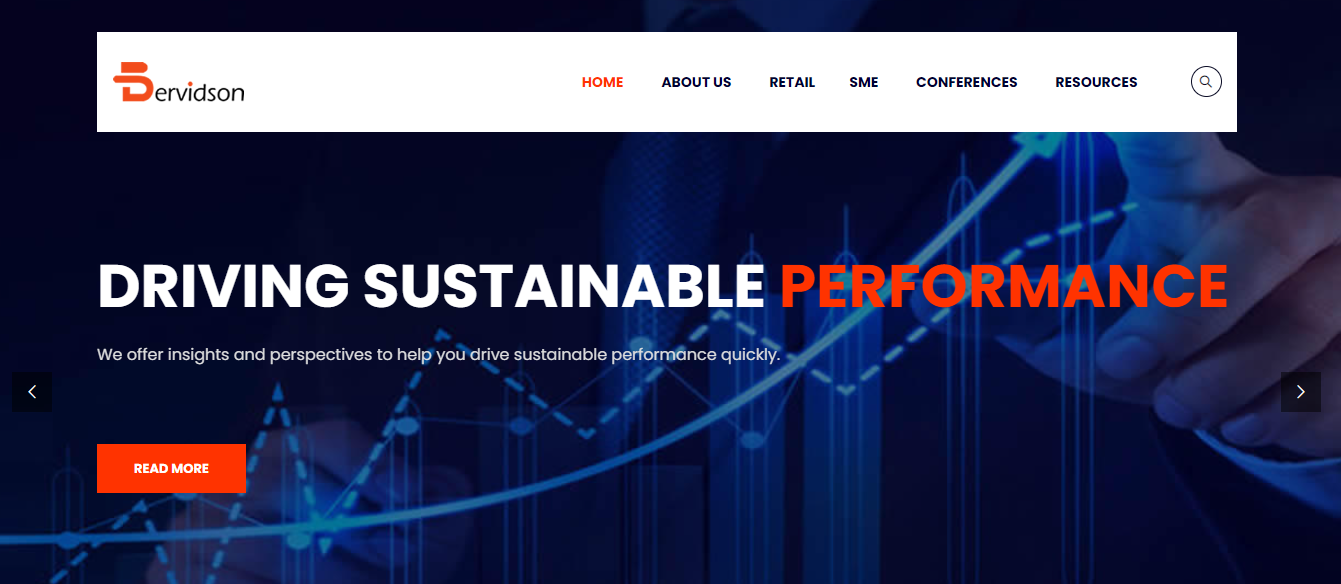 Bervidson
HOME ABOUT US RETAIL SME CONFERENCES RESOURCES
DRIVING SUSTAINABLE PERFORMANCE
We offer insights and perspectives to help you drive sustainable performance quickly.
READ MORE